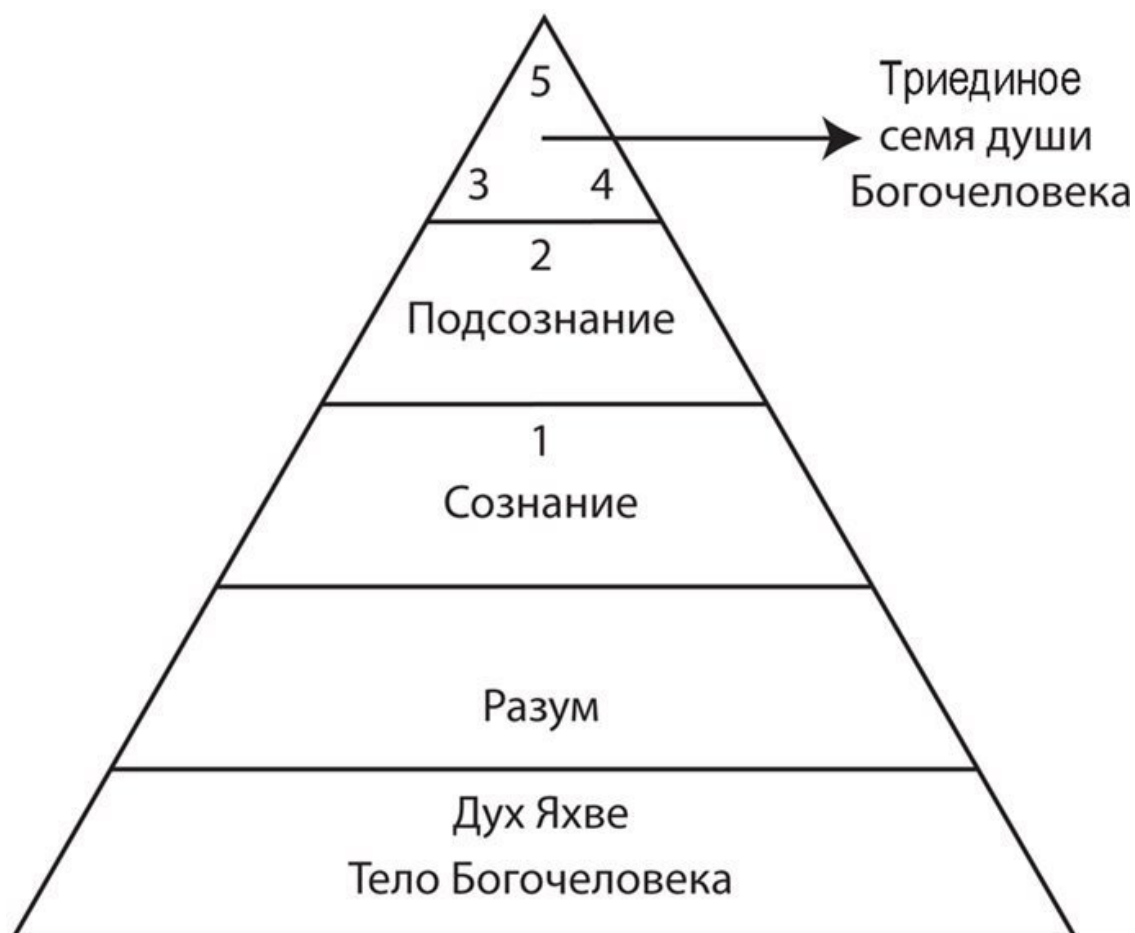 5
Триединое
семя души
Богочеловека
3 4
2
Подсознание
1
Сознание
Разум
Дух Яхве
Тело Богочеловека